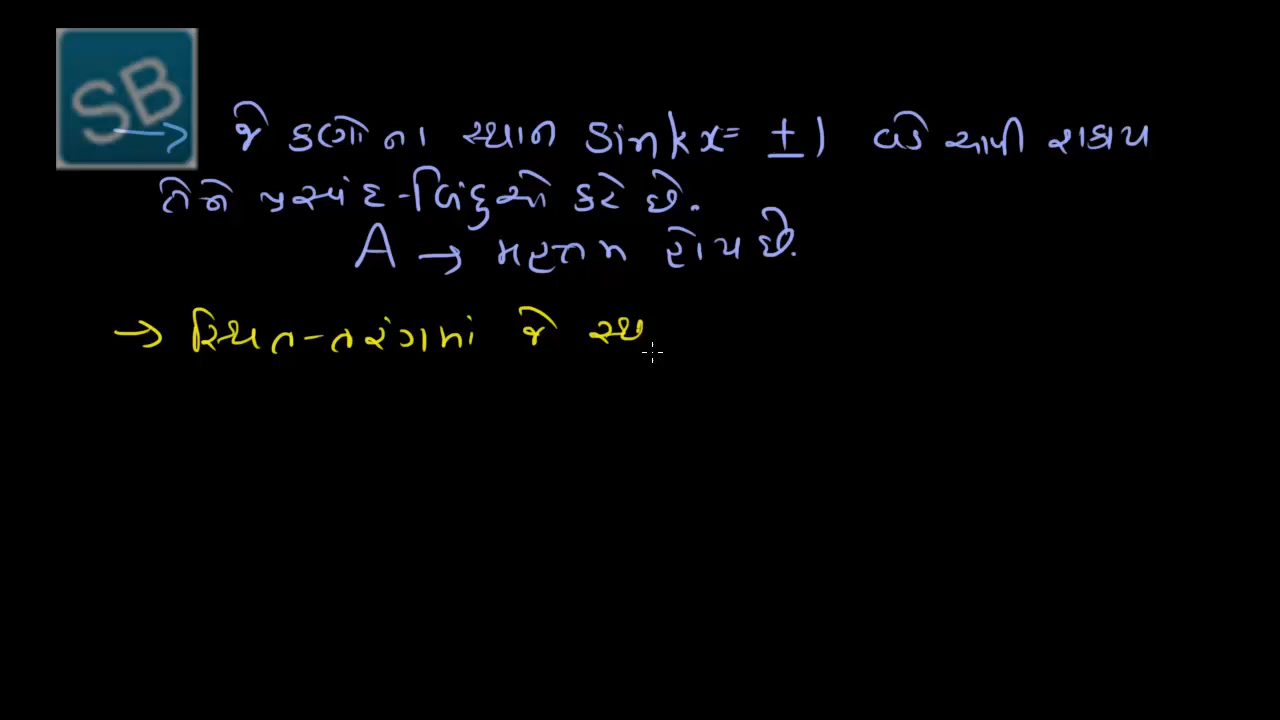 SB
→ જે કણોના સ્થાન sinkx= ±1 વડે આપી શકાય
તેને પ્રસ્પંદ-બિંદુઓ કહે છે.
A → મહત્તમ હોય છે.
→ સ્થિત-તરંગમાં જે સ્થ